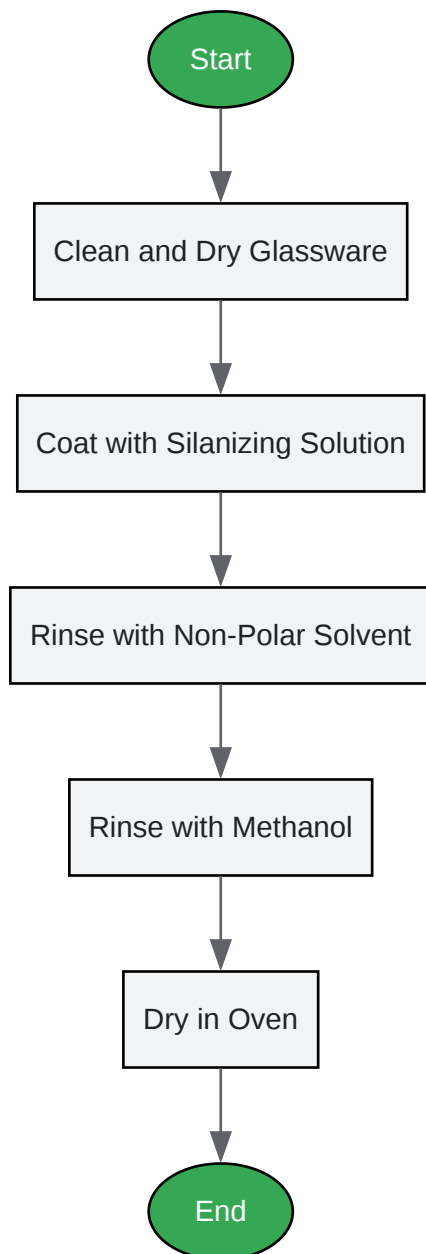 Start
Clean and Dry Glassware
Coat with Silanizing Solution
Rinse with Non-Polar Solvent
Rinse with Methanol
Dry in Oven
End